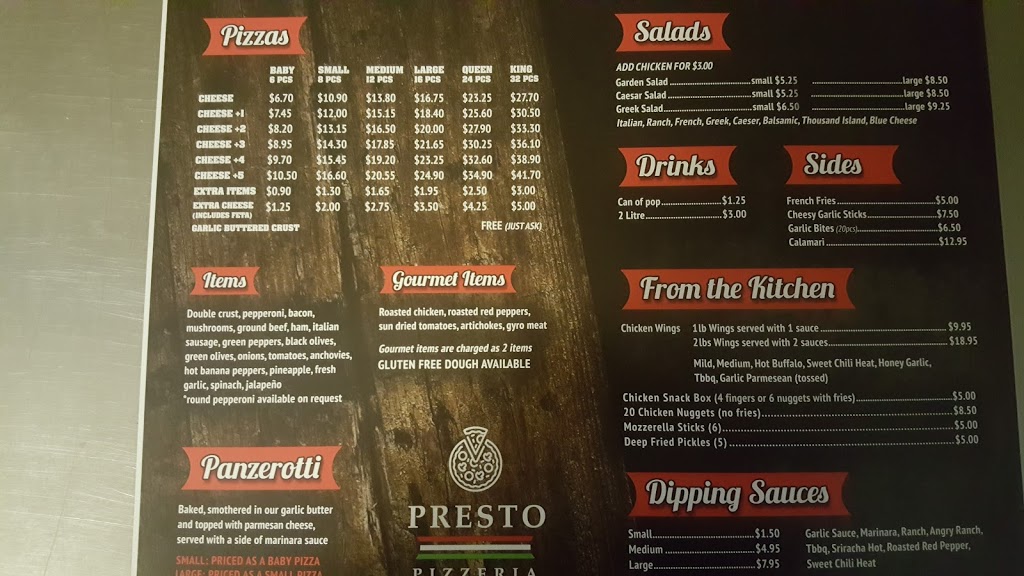 Pizzas
BABY SMALL MEDIUM LARGE QUEEN KING
6 PCS 8 PCS 12 PCS 16 PCS 24 PCS 32 PCS
CHEESE $6.70 $10.90 $13.80 $16.75 $23.25 $27.70
CHEESE +1 $7.45 $12.00 $15.15 $18.40 $25.60 $30.50
CHEESE +2 $8.20 $13.15 $16.50 $20.00 $27.90 $33.30
CHEESE +3 $8.95 $14.30 $17.85 $21.65 $30.25 $36.10
CHEESE +4 $9.70 $15.45 $19.20 $23.25 $32.60 $38.90
CHEESE +5 $10.50 $16.60 $20.55 $24.90 $34.90 $41.70
EXTRA ITEMS $0.90 $1.30 $1.65 $1.95 $2.50 $3.00
EXTRA CHEESE $1.25 $2.00 $2.75 $3.50 $4.25 $5.00
(INCLUDES FETA)
GARLIC BUTTERED CRUST FREE (JUST ASK)
Items
Double crust, pepperoni, bacon,
mushrooms, ground beef, ham, italian
sausage, green peppers, black olives,
green olives, onions, tomatoes, anchovies,
hot banana peppers, pineapple, fresh
garlic, spinach, jalapeño
*round pepperoni available on request
Gourmet Items
Roasted chicken, roasted red peppers,
sun dried tomatoes, artichokes, gyro meat
Gourmet items are charged as 2 items
GLUTEN FREE DOUGH AVAILABLE
Panzerotti
Baked, smothered in our garlic butter
and topped with parmesan cheese,
served with a side of marinara sauce
SMALL: PRICED AS A BABY PIZZA
LARGE: PRICED AS A SMALL PIZZA
PRESTO
PIZZERIA
Salads
ADD CHICKEN FOR $3.00
Garden Salad small $5.25 large $8.50
Caesar Salad small $5.25 large $8.50
Greek Salad small $6.50 large $9.25
Italian, Ranch, French, Greek, Caeser, Balsamic, Thousand Island, Blue Cheese
Drinks
Can of pop $1.25
2 Litre $3.00
Sides
French Fries $5.00
Cheesy Garlic Sticks $7.50
Garlic Bites (20pcs) $6.50
Calamari $12.95
From the Kitchen
Chicken Wings 1lb Wings served with 1 sauce $9.95
2lbs Wings served with 2 sauces $18.95
Mild, Medium, Hot Buffalo, Sweet Chili Heat, Honey Garlic,
Tbbq, Garlic Parmesean (tossed)
Chicken Snack Box (4 fingers or 6 nuggets with fries) $5.00
20 Chicken Nuggets (no fries) $8.50
Mozzerella Sticks (6) $5.00
Deep Fried Pickles (5) $5.00
Dipping Sauces
Small $1.50
Medium $4.95
Large $7.95
Garlic Sauce, Marinara, Ranch, Angry Ranch,
Tbbq, Sriracha Hot, Roasted Red Pepper,
Sweet Chili Heat